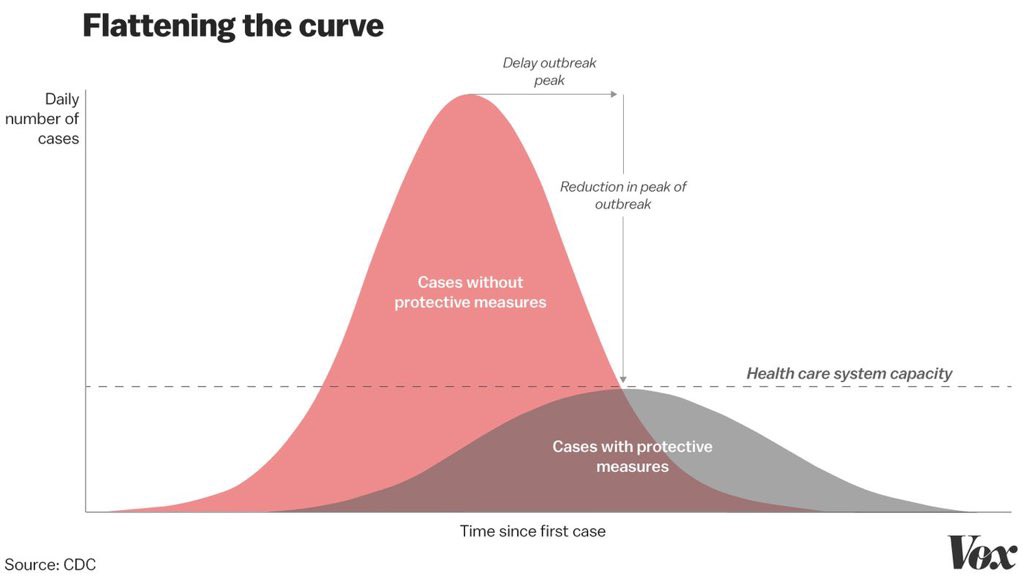 Flattening the curve
Delay outbreak
peak
Daily
number of
cases
Reduction in peak of
outbreak
Cases without
protective measures
Health care system capacity
Cases with protective
measures
Time since first case
Source: CDC
Vox